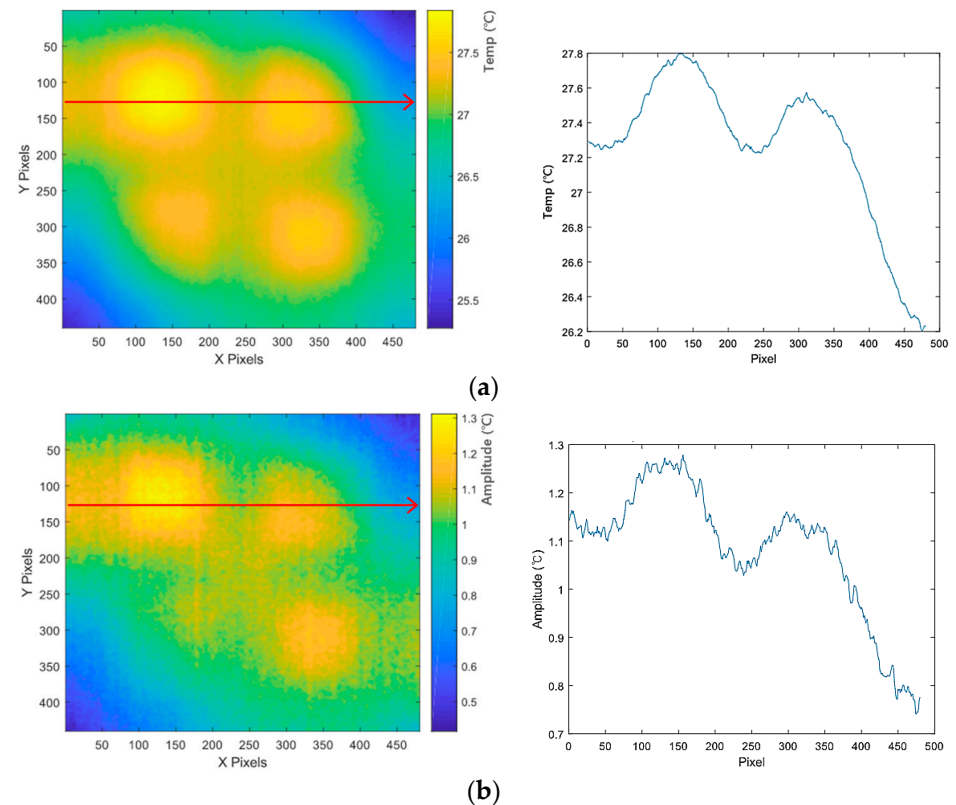 50
100
150
200
250
300
350
400
Y Pixels
50 100 150 200 250 300 350 400 450
X Pixels
27.5
27
26.5
26
25.5
Temp (°C)
27.8
27.6
27.4
27.2
27
26.8
26.6
26.4
26.2
Temp (°C)
0 50 100 150 200 250 300 350 400 450 500
Pixel
(a)
50
100
150
200
250
300
350
400
Y Pixels
50 100 150 200 250 300 350 400 450
X Pixels
1.3
1.2
1.1
1
0.9
0.8
0.7
0.6
0.5
Amplitude (°C)
1.3
1.2
1.1
1
0.9
0.8
0.7
Amplitude (°C)
0 50 100 150 200 250 300 350 400 450 500
Pixel
(b)